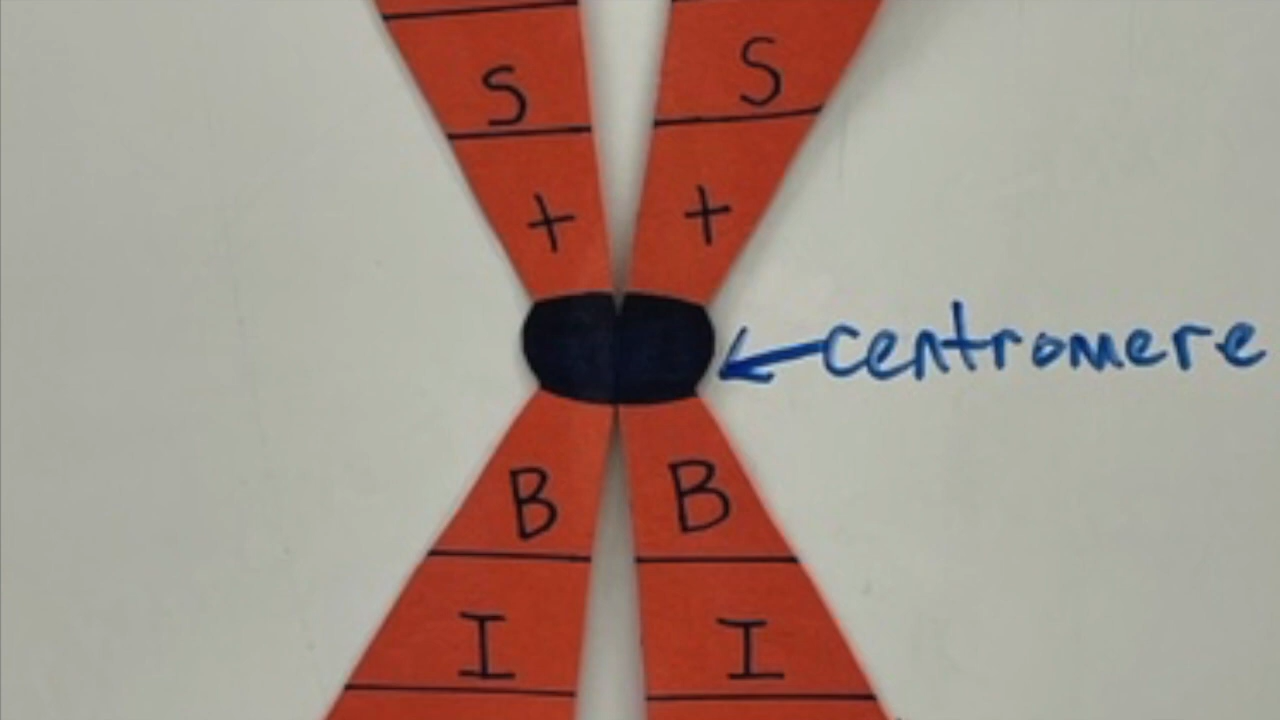 S S
+ +
centromere
B B
I I